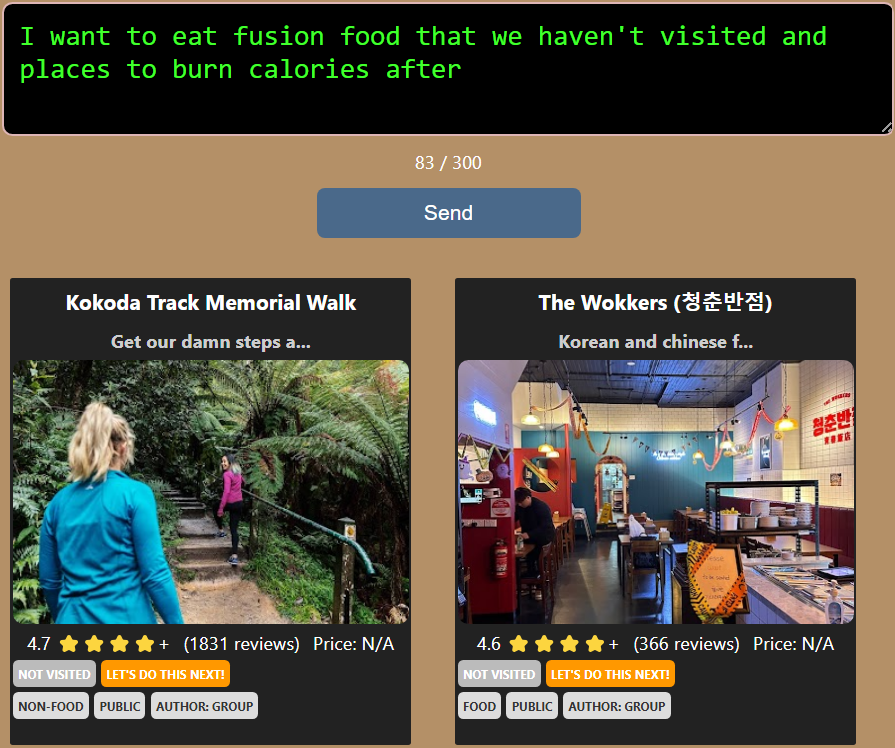 I want to eat fusion food that we haven't visited and
places to burn calories after
83 / 300
Send
Kokoda Track Memorial Walk
Get our damn steps a...
4.7 + (1831 reviews) Price: N/A
NOT VISITED LET'S DO THIS NEXT!
NON-FOOD PUBLIC AUTHOR: GROUP
The Wokkers (청춘반점)
Korean and chinese f...
청춘반
4.6 + (366 reviews) Price: N/A
NOT VISITED LET'S DO THIS NEXT!
FOOD PUBLIC AUTHOR: GROUP